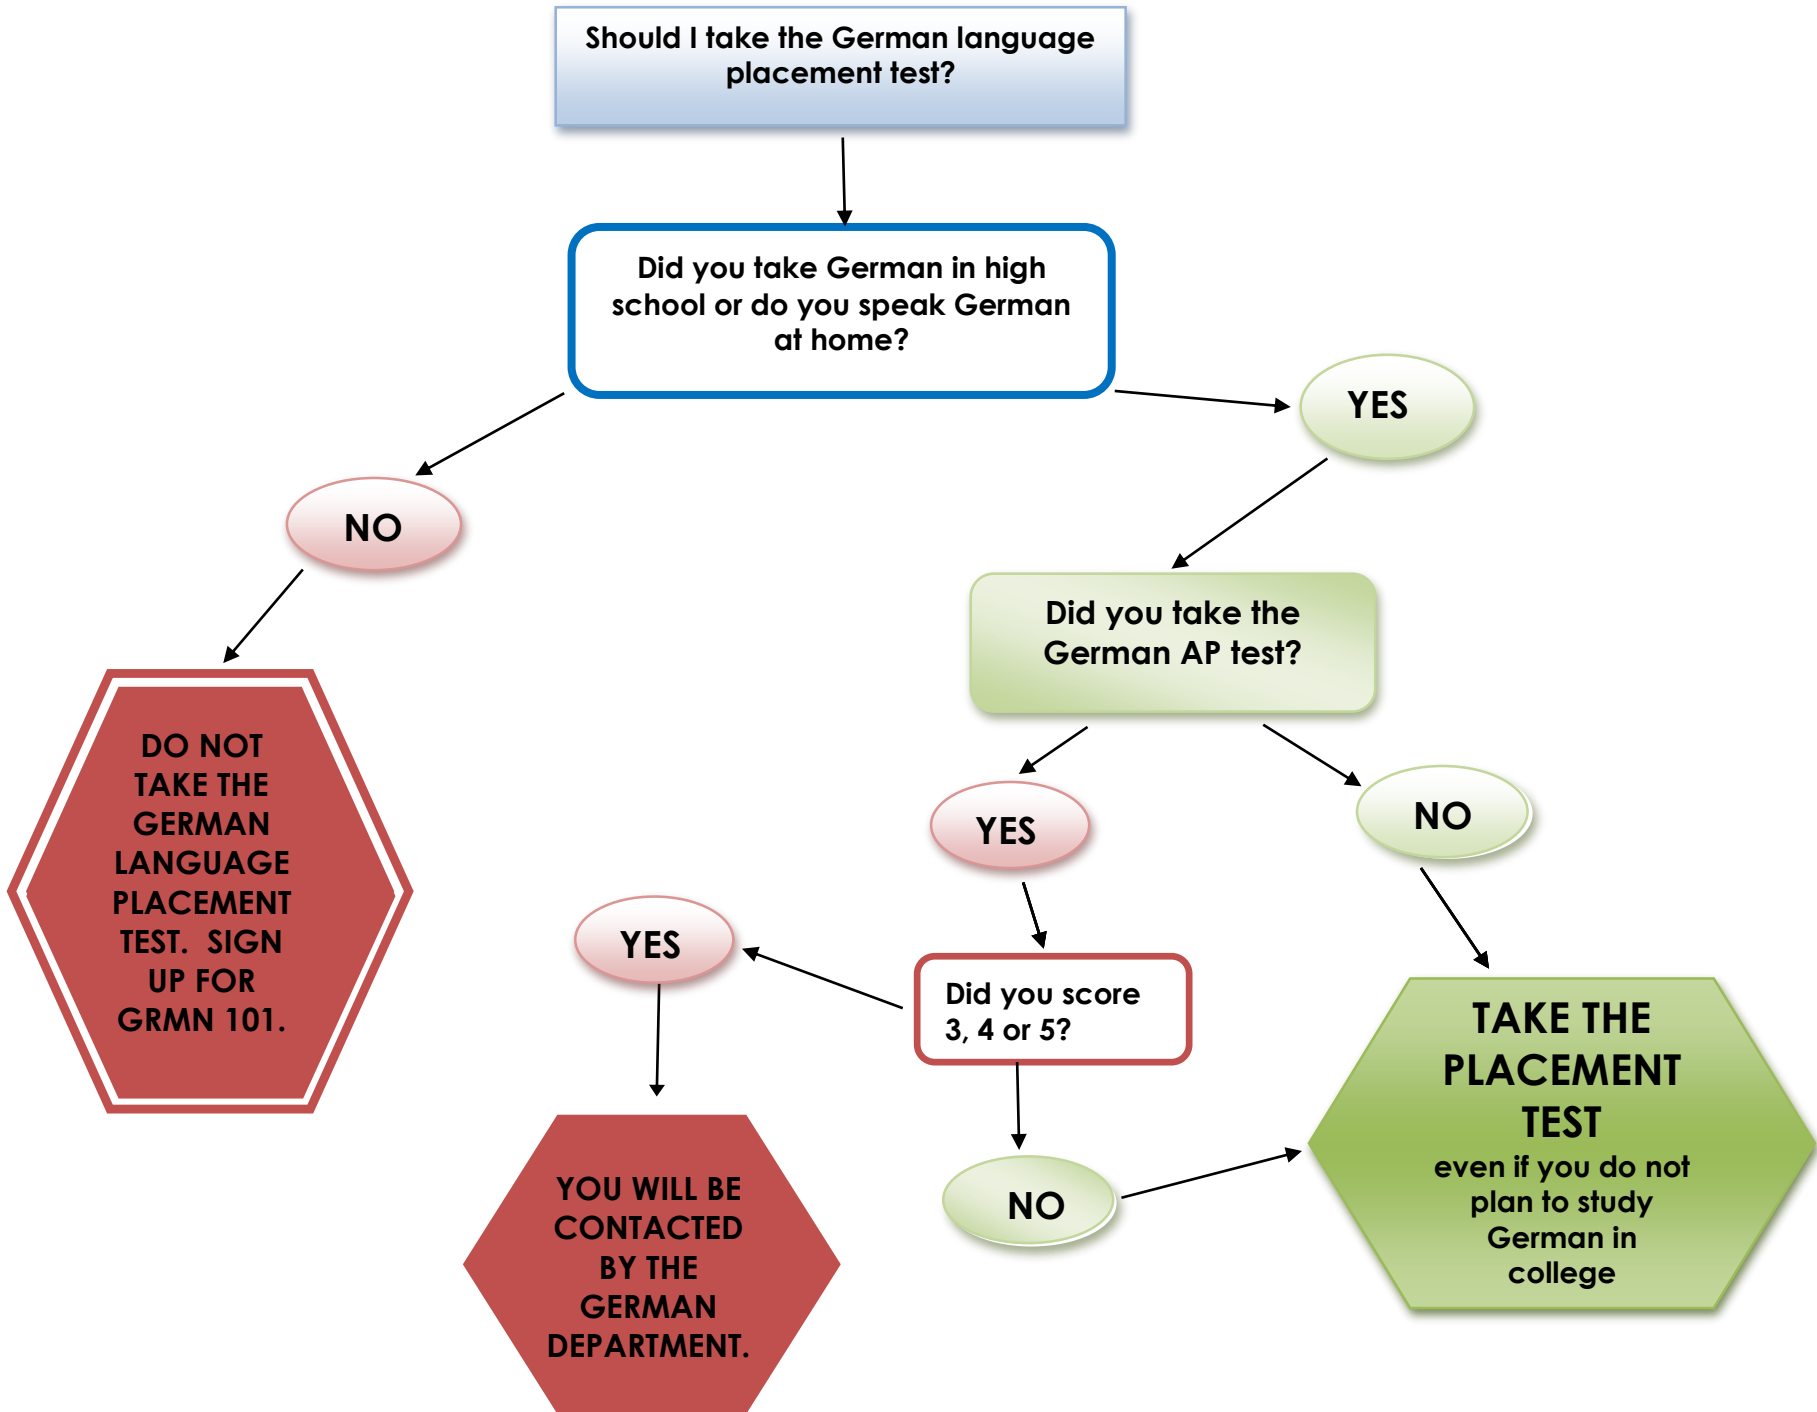 Should I take the German language
placement test?
Did you take German in high
school or do you speak German
at home?
YES
NO
Did you take the
German AP test?
DO NOT
TAKE THE
GERMAN
LANGUAGE
PLACEMENT
TEST.  SIGN
UP FOR
GRMN 101.
YES
NO
YES
Did you score
3, 4 or 5?
TAKE THE
PLACEMENT
TEST
even if you do not
plan to study
German in
college
NO
YOU WILL BE
CONTACTED
BY THE
GERMAN
DEPARTMENT.